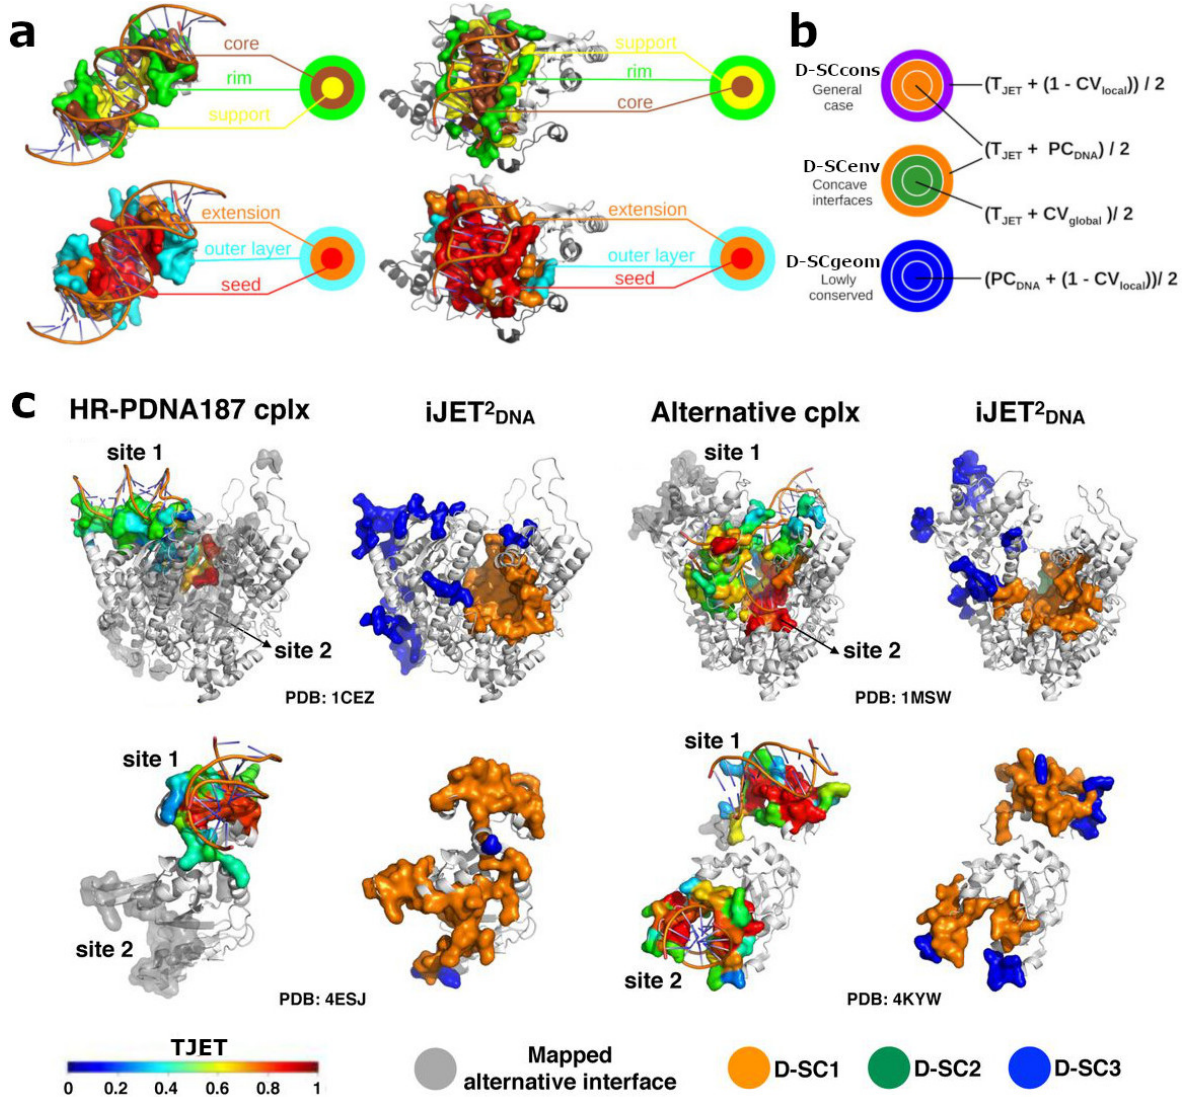 a
core
rim
support
support
rim
core
extension
outer layer
seed
extension
outer layer
seed
b
D-SCcons
General
case
(TJET + (1 - CVlocal)) / 2
(TJET + PCDNA) / 2
D-SCenv
Concave
interfaces
(TJET + CVglobal )/ 2
D-SCgeom
Lowly
conserved
(PCDNA + (1 - CVlocal))/ 2
c
HR-PDNA187 cplx
iJET²DNA
Alternative cplx
iJET²DNA
site 1
site 2
PDB: 1CEZ
site 1
site 2
PDB: 1MSW
site 1
site 2
PDB: 4ESJ
site 1
site 2
PDB: 4KYW
TJET
0 0.2 0.4 0.6 0.8 1
Mapped
alternative interface
D-SC1
D-SC2
D-SC3